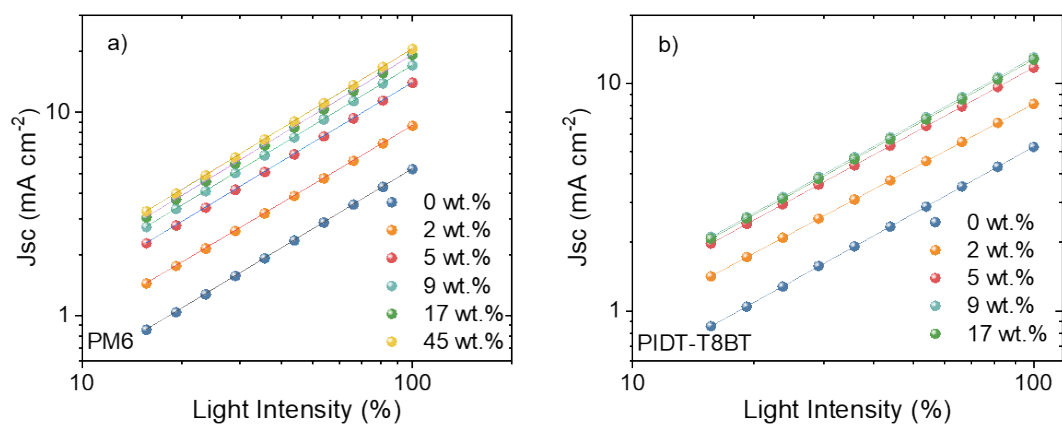 a)
Jsc (mA cm-2)
10
1
0 wt.%
2 wt.%
5 wt.%
9 wt.%
17 wt.%
45 wt.%
PM6
10
100
Light Intensity (%)
b)
Jsc (mA cm-2)
10
1
0 wt.%
2 wt.%
5 wt.%
9 wt.%
17 wt.%
PIDT-T8BT
10
100
Light Intensity (%)